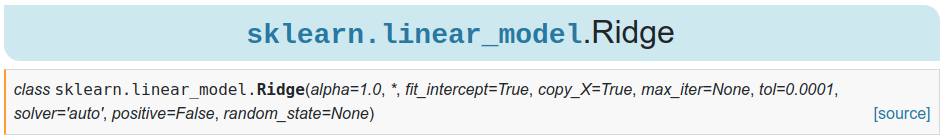 sklearn.linear_model.Ridge
class sklearn.linear_model.Ridge(alpha=1.0, *, fit_intercept=True, copy_X=True, max_iter=None, tol=0.0001,
solver='auto', positive=False, random_state=None) [source]